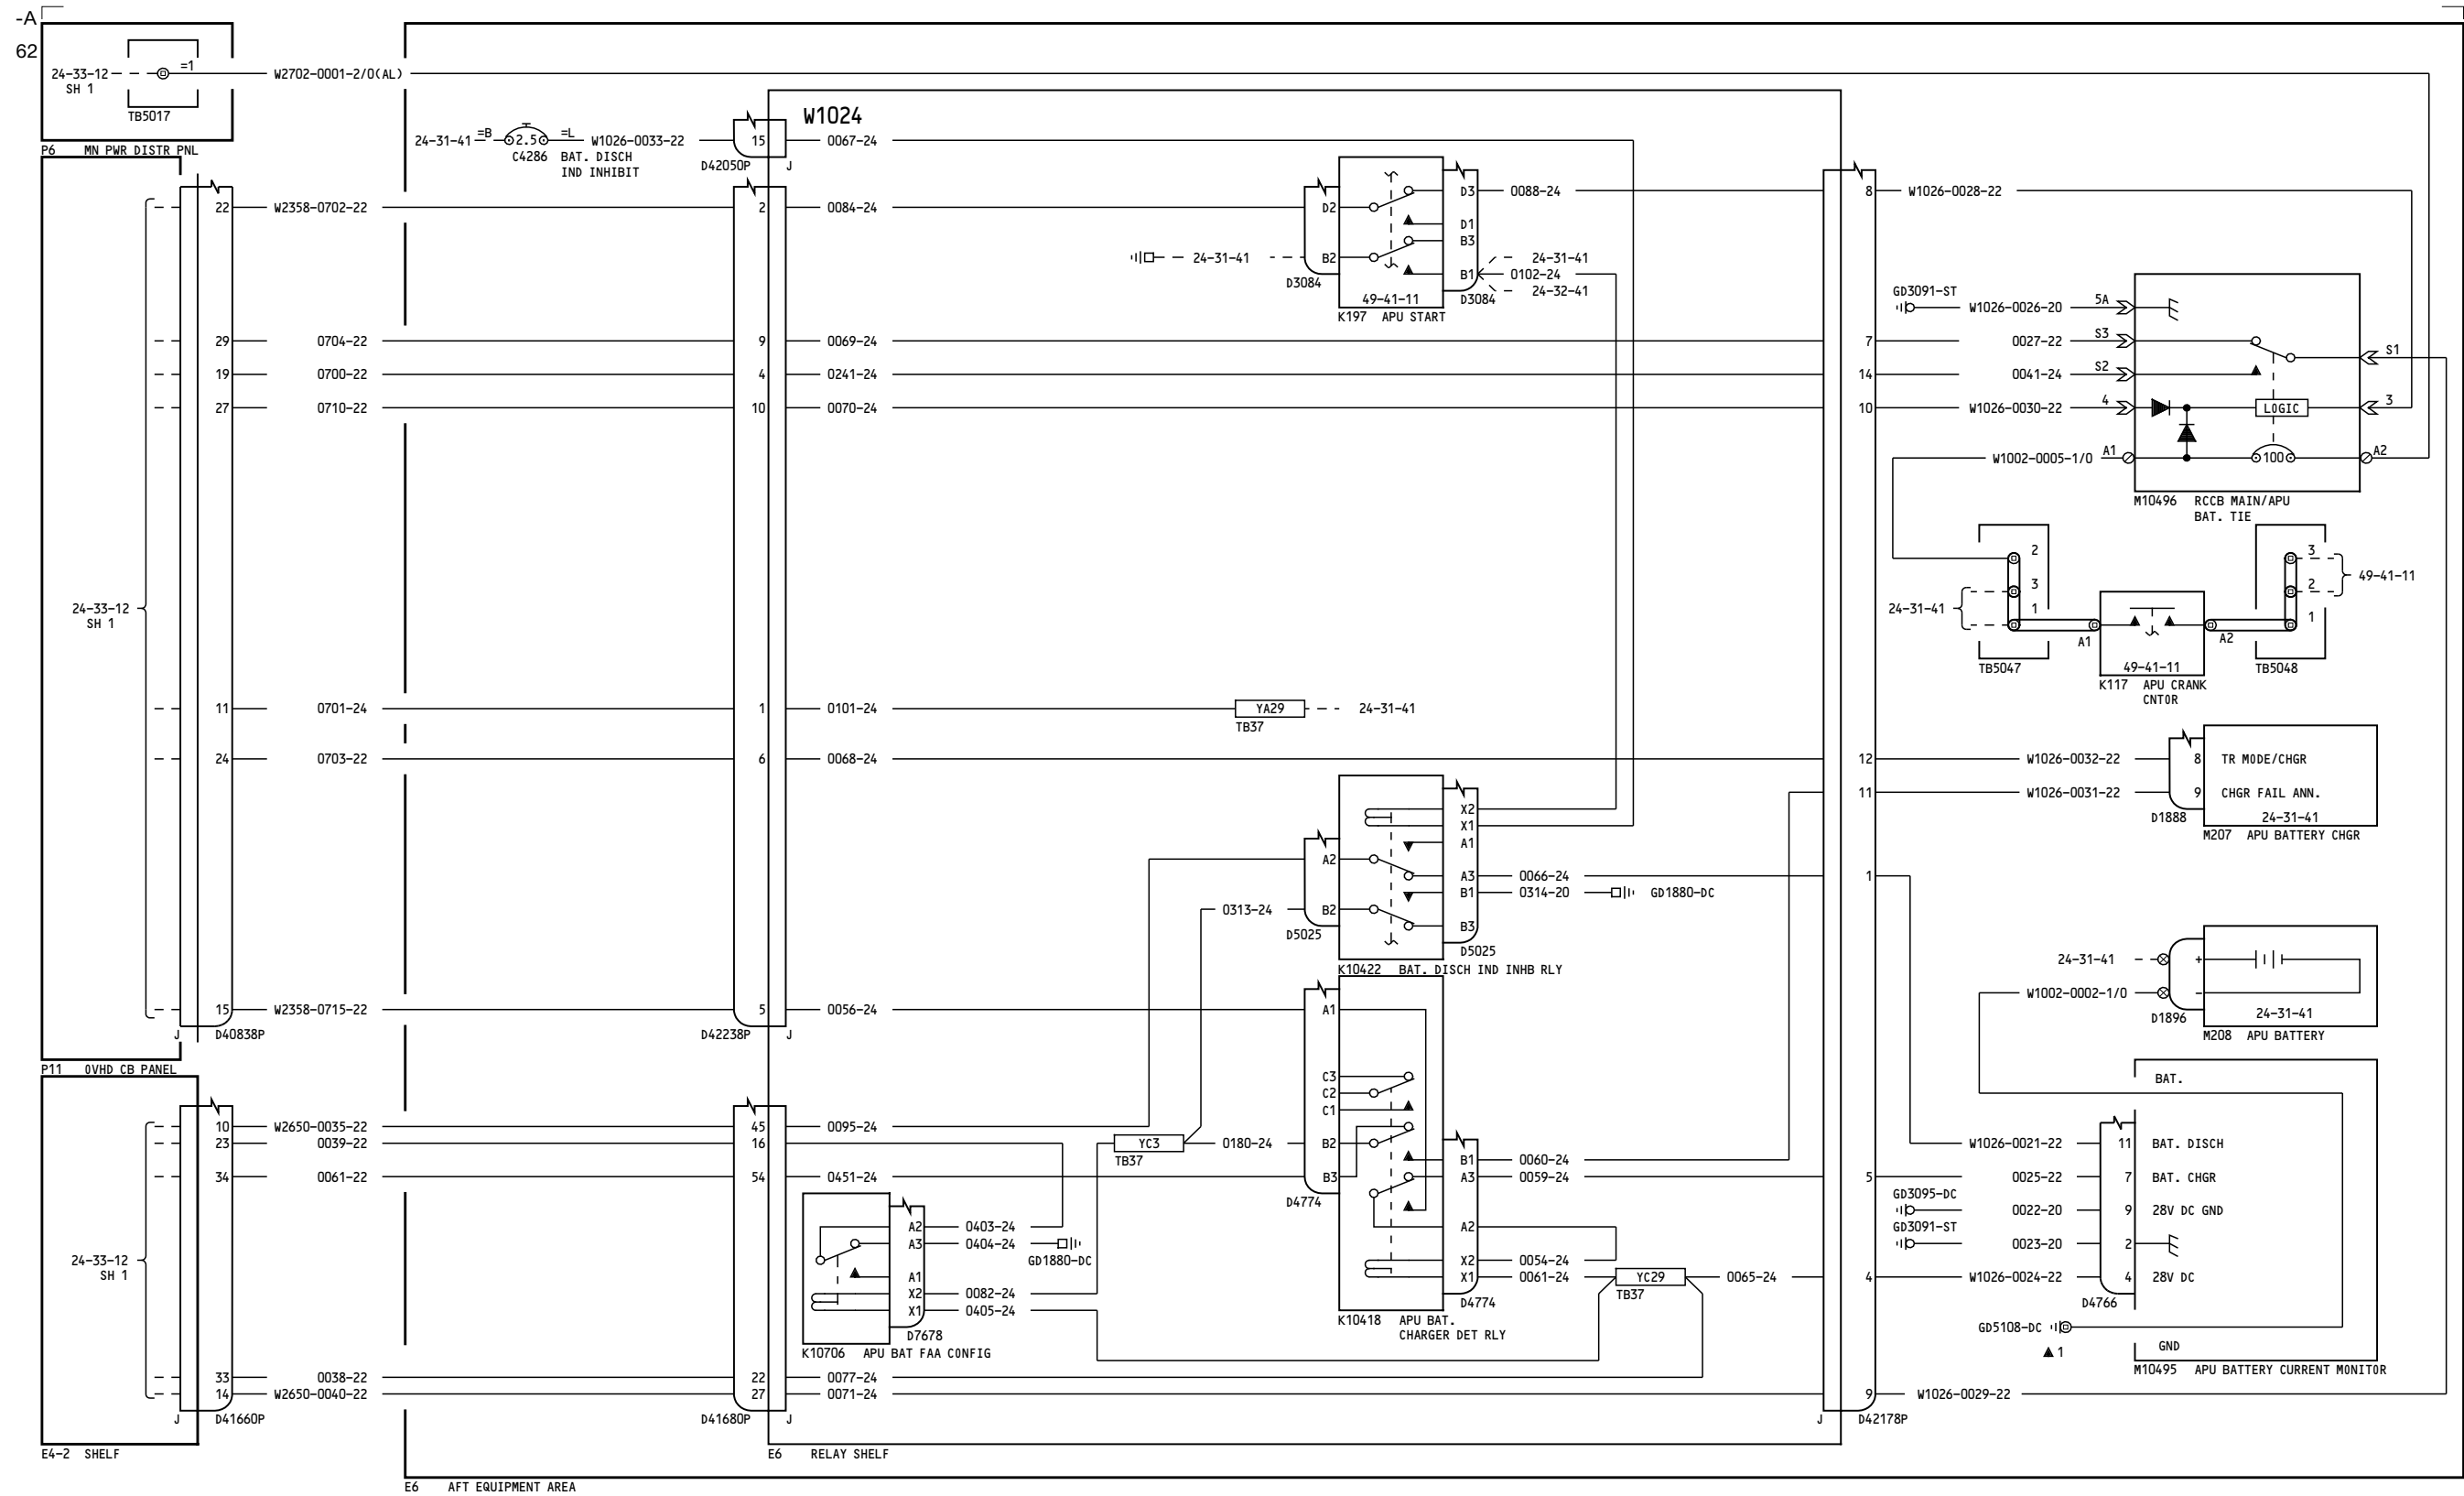 -A
62
24-33-12
SH 1
=1
TB5017
W2702-0001-2/0(AL)
P6 MN PWR DISTR PNL
24-31-41
=B
2.5
=L
W1026-0033-22
C4286 BAT. DISCH
IND INHIBIT
15
D42050P
J
W1024
0067-24
22
W2358-0702-22
2
0084-24
D2
D3
0088-24
8
W1026-0028-22
D1
B3
24-31-41
B2
B1
24-31-41
0102-24
24-32-41
D3084
49-41-11
D3084
K197 APU START
GD3091-ST
W1026-0026-20
5A
29
0704-22
9
0069-24
7
0027-22
S3
S1
19
0700-22
4
0241-24
14
0041-24
S2
27
0710-22
10
0070-24
10
W1026-0030-22
4
LOGIC
3
W1002-0005-1/0
A1
100
A2
M10496 RCCB MAIN/APU
BAT. TIE
2
3
1
24-31-41
A1
TB5047
49-41-11
K117 APU CRANK
CNTOR
A2
3
2
1
49-41-11
TB5048
24-33-12
SH 1
11
0701-24
1
0101-24
YA29
TB37
24-31-41
24
0703-22
6
0068-24
12
W1026-0032-22
8
TR MODE/CHGR
11
W1026-0031-22
9
CHGR FAIL ANN.
D1888
24-31-41
M207 APU BATTERY CHGR
X2
X1
A1
A2
A3
0066-24
1
B1
0314-20
GD1880-DC
0313-24
B2
B3
D5025
D5025
K10422 BAT. DISCH IND INHB RLY
24-31-41
+
W1002-0002-1/0
-
D1896
24-31-41
M208 APU BATTERY
15
W2358-0715-22
5
0056-24
A1
J
D40838P
D42238P
J
P11 OVHD CB PANEL
C3
C2
C1
BAT.
10
W2650-0035-22
45
0095-24
23
0039-22
16
YC3
TB37
0180-24
B2
B1
0060-24
W1026-0021-22
11
BAT. DISCH
34
0061-22
54
0451-24
B3
A3
0059-24
5
0025-22
7
BAT. CHGR
D4774
GD3095-DC
0022-20
9
28V DC GND
A2
0403-24
A3
0404-24
GD1880-DC
A2
GD3091-ST
0023-20
2
24-33-12
SH 1
A1
X2
0082-24
X1
0405-24
D7678
K10706 APU BAT FAA CONFIG
X2
0054-24
X1
0061-24
YC29
TB37
0065-24
4
W1026-0024-22
4
28V DC
D4774
D4766
K10418 APU BAT.
CHARGER DET RLY
GD5108-DC
1
GND
M10495 APU BATTERY CURRENT MONITOR
33
0038-22
22
0077-24
14
W2650-0040-22
27
0071-24
9
W1026-0029-22
J
D41660P
D41680P
J
J
D42178P
E4-2 SHELF
E6 RELAY SHELF
E6 AFT EQUIPMENT AREA